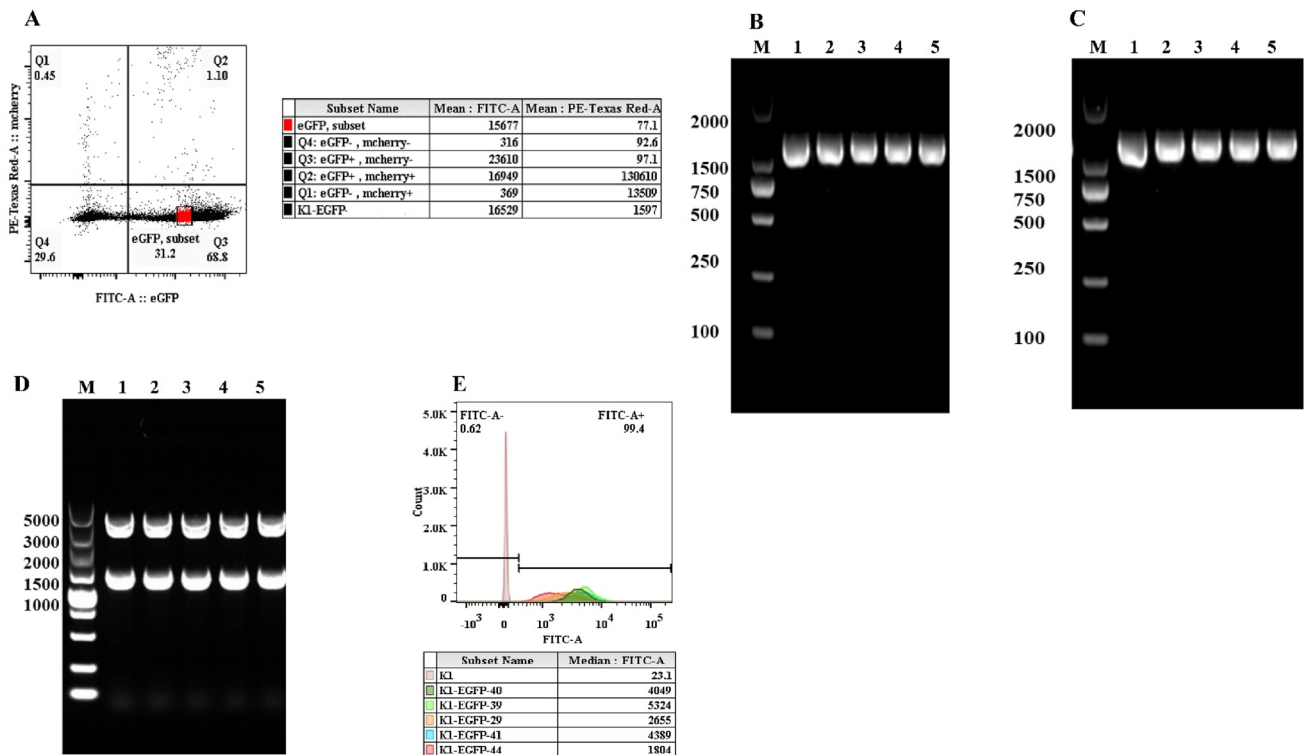 A
Q1
0.45
Q2
1.10
PE-Texas Red-A :: mcherry
Q4
29.6
eGFP, subset
31.2
Q3
68.8
FITC-A :: eGFP
Subset Name Mean : FITC-A Mean : PE-Texas Red-A
eGFP, subset 15677 77.1
Q4: eGFP- , mcherry- 316 92.6
Q3: eGFP+ , mcherry- 23610 97.1
Q2: eGFP+ , mcherry+ 16949 130610
Q1: eGFP- , mcherry+ 369 13509
K1-EGFP- 16529 1597
B
M 1 2 3 4 5
2000
1500
750
500
250
100
C
M 1 2 3 4 5
2000
1500
750
500
250
100
D
M 1 2 3 4 5
5000
3000
2000
1500
1000
E
FITC-A-
0.62
FITC-A+
99.4
5.0K
4.0K
3.0K
2.0K
1.0K
0
Count
-10³ 0 10³ 10⁴ 10⁵
FITC-A
Subset Name Median : FITC-A
K1 23.1
K1-EGFP-40 4049
K1-EGFP-39 5324
K1-EGFP-29 2655
K1-EGFP-41 4389
K1-EGFP-44 1804